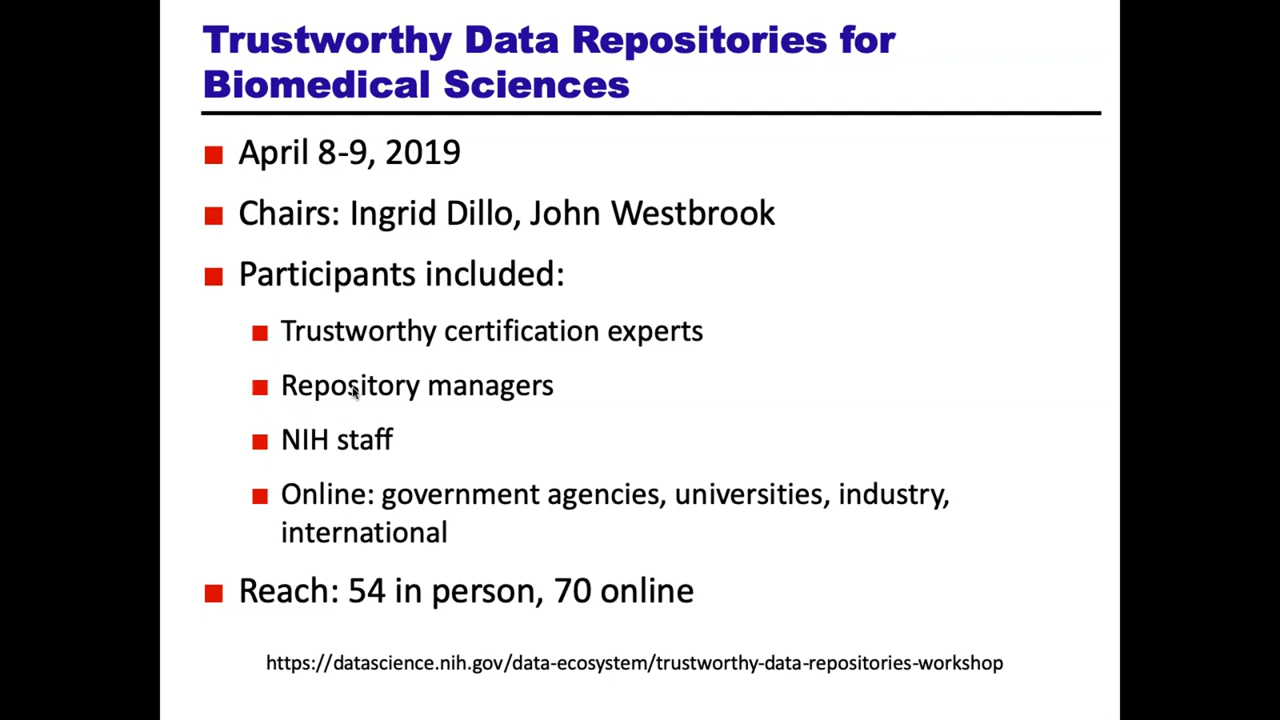 Trustworthy Data Repositories for
Biomedical Sciences
April 8-9, 2019
Chairs: Ingrid Dillo, John Westbrook
Participants included:
Trustworthy certification experts
Repository managers
NIH staff
Online: government agencies, universities, industry,
international
Reach: 54 in person, 70 online
https://datascience.nih.gov/data-ecosystem/trustworthy-data-repositories-workshop